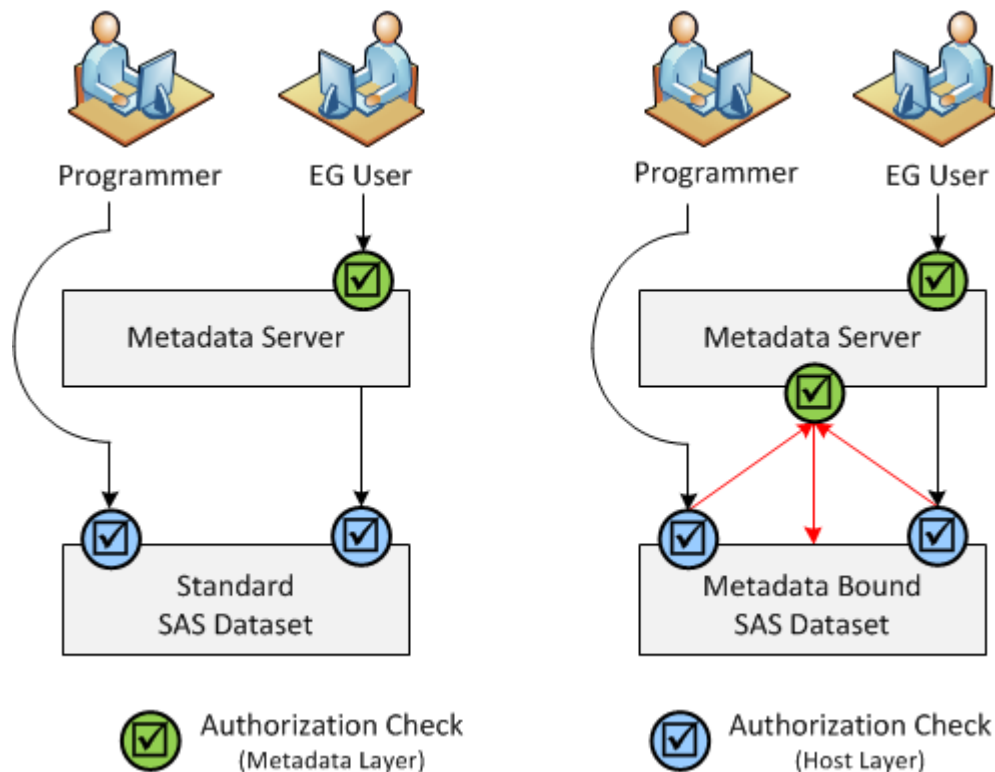 Programmer
EG User
Metadata Server
Standard
SAS Dataset
Programmer
EG User
Metadata Server
Metadata Bound
SAS Dataset
Authorization Check
(Metadata Layer)
Authorization Check
(Host Layer)